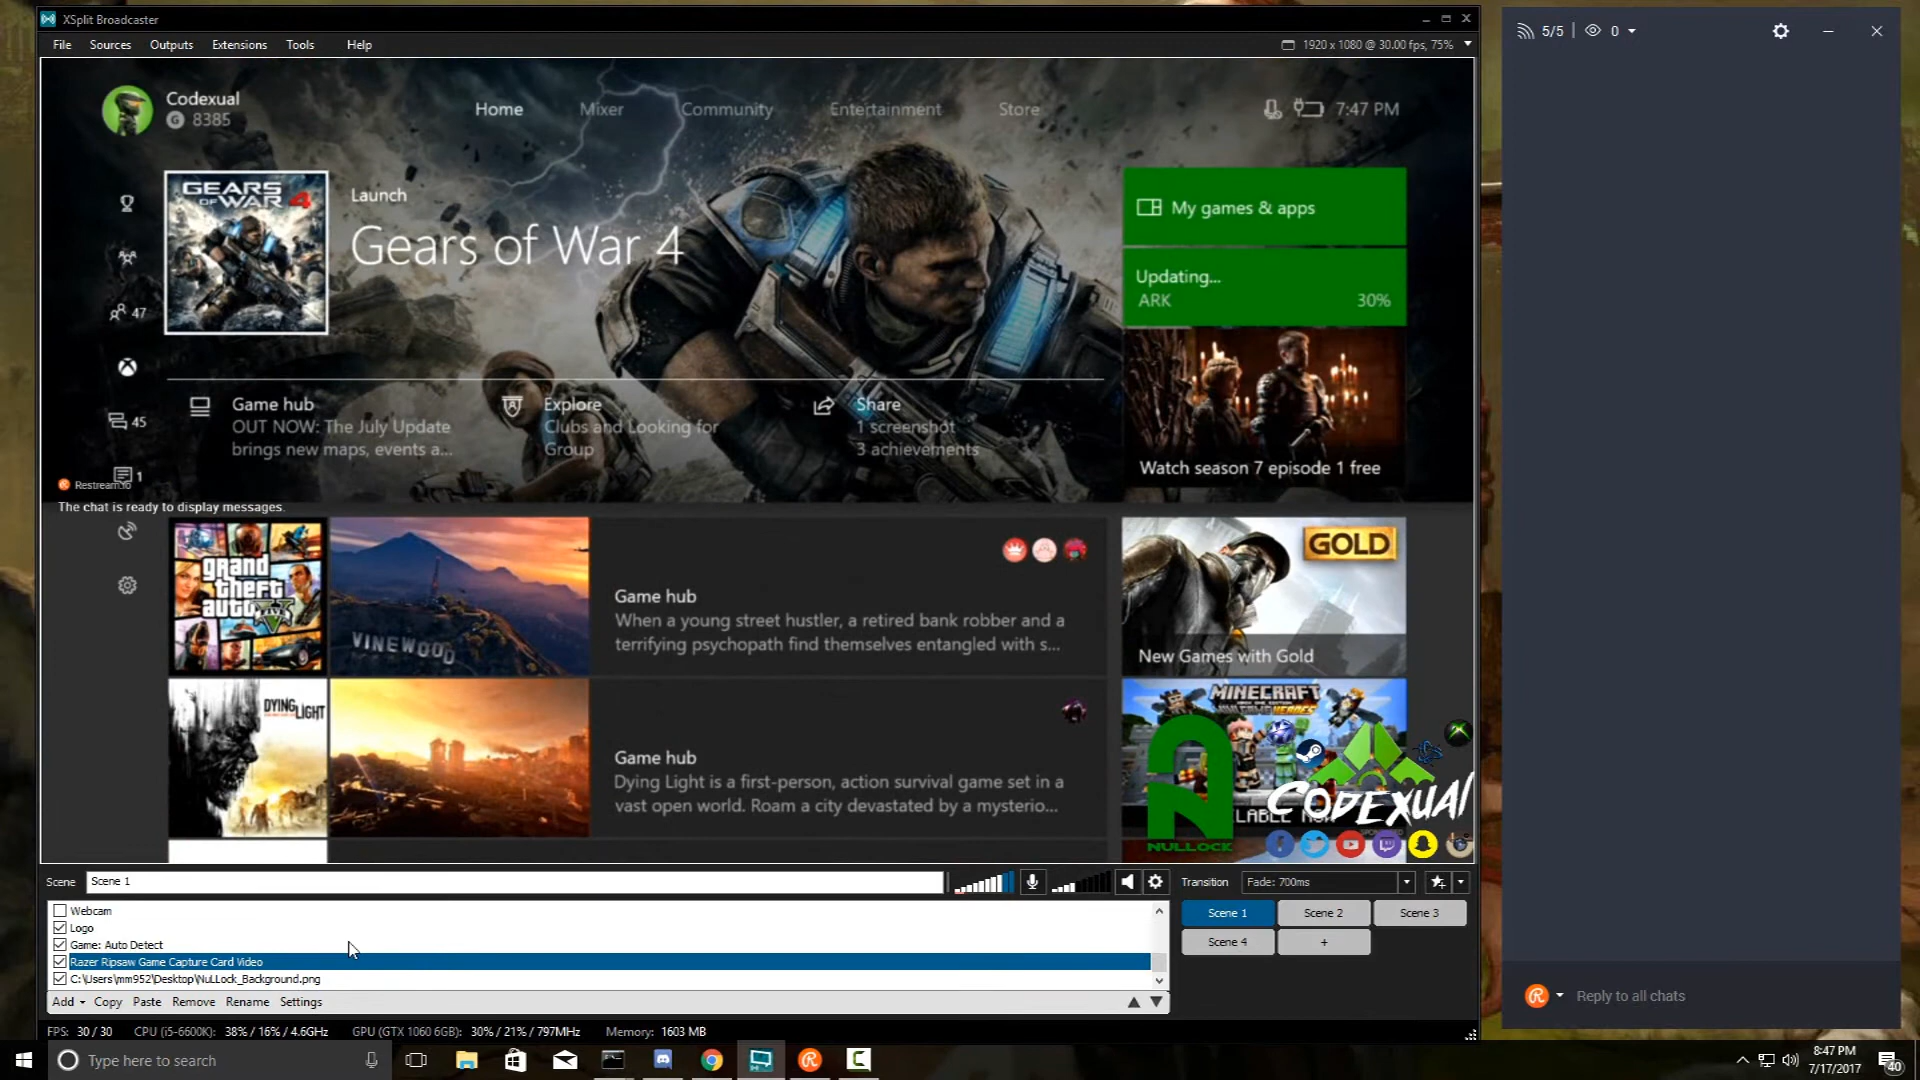 XSplit Broadcaster
File Sources Outputs Extensions Tools Help
1920 x 1080 @ 30.00 fps, 75%
5/5 0
Codexual
G 8385
Home Mixer Community Entertainment Store
7:47 PM
GEARS OF WAR 4
Launch
Gears of War 4
My games & apps
Updating...
ARK 30%
47
Game hub
OUT NOW: The July Update
brings new maps, events a...
Explore
Clubs and Looking for
Group
Share
1 screenshot
3 achievements
45
Watch season 7 episode 1 free
1
Restream.io
The chat is ready to display messages.
grand
theft
auto
V
VINEWOOD
Game hub
When a young street hustler, a retired bank robber and a
terrifying psychopath find themselves entangled with s...
GOLD
New Games with Gold
DYING LIGHT
Game hub
Dying Light is a first-person, action survival game set in a
vast open world. Roam a city devastated by a mysterio...
MINECRAFT
CODEXUAL
NULLOCK
Scene Scene 1
Transition Fade: 700ms
Webcam
Logo
Game: Auto Detect
Razer Ripsaw Game Capture Card Video
C:\Users\mm952\Desktop\NuLLock_Background.png
Scene 1 Scene 2 Scene 3
Scene 4 +
Add Copy Paste Remove Rename Settings
Reply to all chats
FPS: 30 / 30 CPU (i5-6600K): 38% / 16% / 4.6GHz GPU (GTX 1060 6GB): 30% / 21% / 797MHz Memory: 1603 MB
Type here to search
8:47 PM
7/17/2017
40